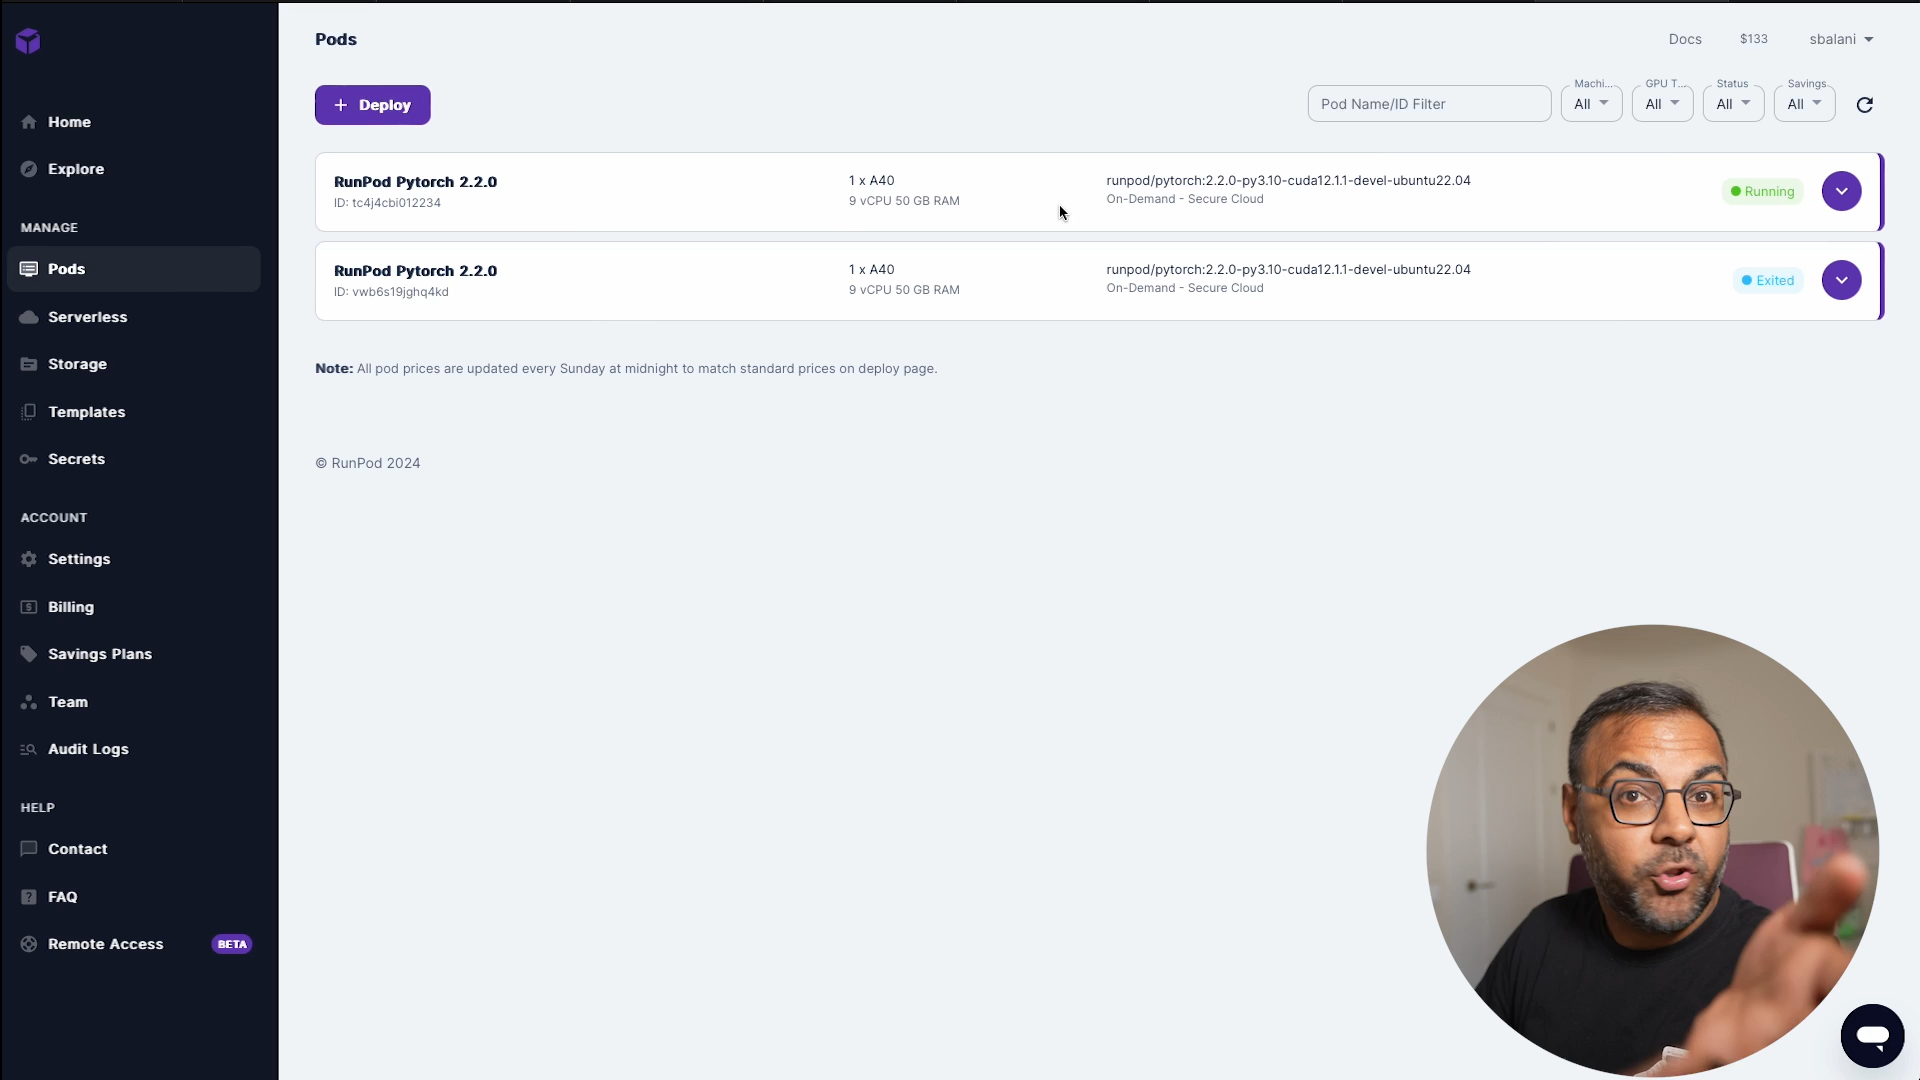 Pods
Docs
$133
sbalani
+ Deploy
Pod Name/ID Filter
Machi...
All
GPU T...
All
Status
All
Savings
All
Home
Explore
MANAGE
Pods
Serverless
Storage
Templates
Secrets
ACCOUNT
Settings
Billing
Savings Plans
Team
Audit Logs
HELP
Contact
FAQ
Remote Access BETA
RunPod Pytorch 2.2.0
ID: tc4j4cbi012234
1 x A40
9 vCPU 50 GB RAM
runpod/pytorch:2.2.0-py3.10-cuda12.1.1-devel-ubuntu22.04
On-Demand - Secure Cloud
Running
RunPod Pytorch 2.2.0
ID: vwb6s19jghq4kd
1 x A40
9 vCPU 50 GB RAM
runpod/pytorch:2.2.0-py3.10-cuda12.1.1-devel-ubuntu22.04
On-Demand - Secure Cloud
Exited
Note: All pod prices are updated every Sunday at midnight to match standard prices on deploy page.
© RunPod 2024